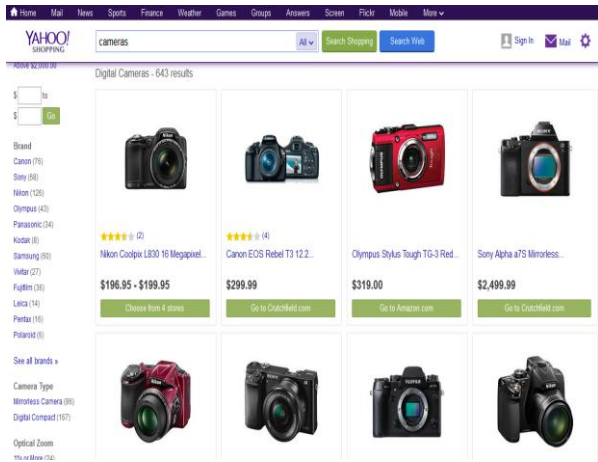 Home Mail News Sports Finance Weather Games Groups Answers Screen Flickr Mobile More
YAHOO!
SHOPPING
cameras
All
Search Shopping
Search Web
Sign In
Mail
Digital Cameras - 643 results
Above $2,000.00
$ to
$ Go
Brand
Canon (76)
Sony (68)
Nikon (126)
Olympus (43)
Panasonic (34)
Kodak (8)
Samsung (60)
Vivitar (27)
Fujifilm (36)
Leica (14)
Pentax (16)
Polaroid (6)
See all brands »
Camera Type
Mirrorless Camera (86)
Digital Compact (167)
Optical Zoom
(2)
Nikon Coolpix L830 16 Megapixel...
$196.95 - $199.95
Choose from 4 stores
(4)
Canon EOS Rebel T3 12.2...
$299.99
Go to Crutchfield.com
Olympus Stylus Tough TG-3 Red...
$319.00
Go to Amazon.com
Sony Alpha a7S Mirrorless...
$2,499.99
Go to Crutchfield.com